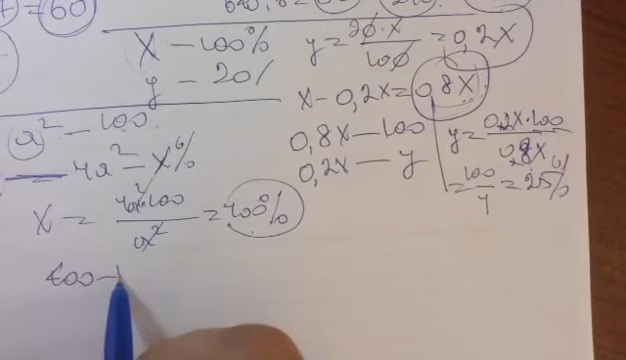 = 60
x — 100%
y — 20%
y = 20·x / 100 = 0,2x
x - 0,2x = 0,8x
0,8x — 100
0,2x — y
y = 0,2x·100 / 0,8x
= 100 / 4 = 25%
a² — 100
4a² — x%
x = 4a²·100 / a² = 400%
400 -